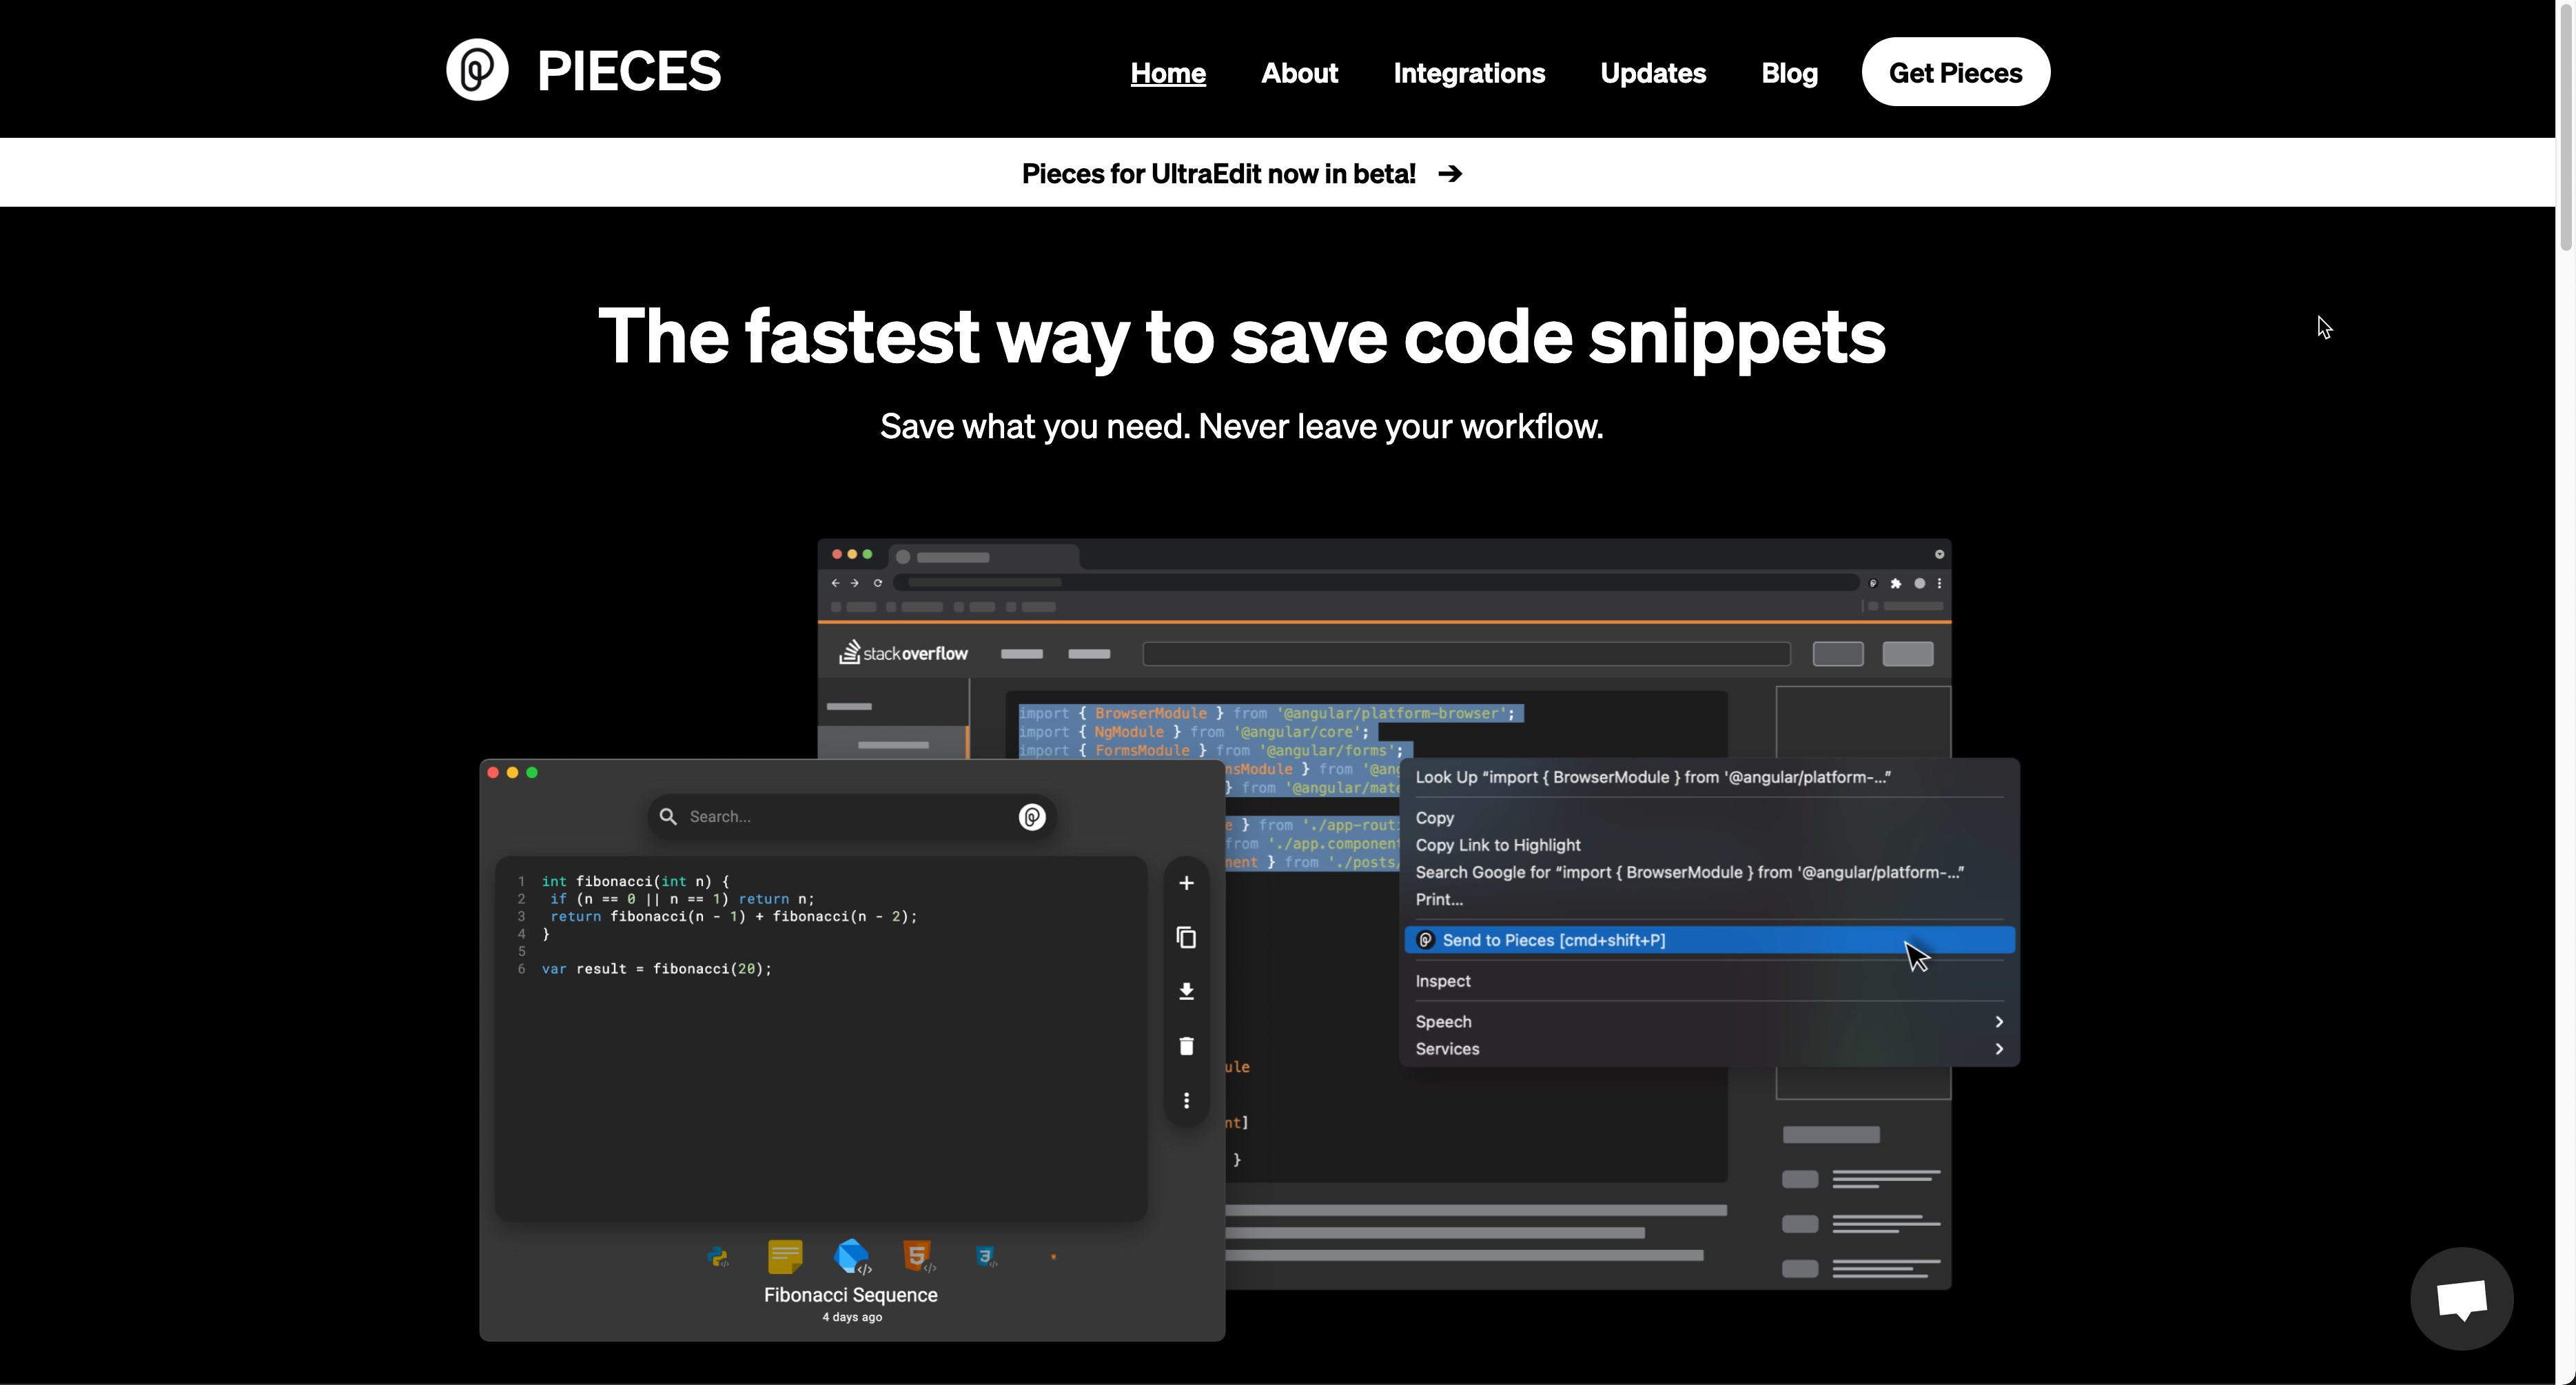 PIECES
Home
About
Integrations
Updates
Blog
Get Pieces
Pieces for UltraEdit now in beta! →
The fastest way to save code snippets
Save what you need. Never leave your workflow.
stackoverflow
import { BrowserModule } from '@angular/platform-browser';
import { NgModule } from '@angular/core';
import { FormsModule } from '@angular/forms';
nsModule } from '@ang
} from '@angular/mate
e } from './app-rout
from './app.component
nent } from './posts/
ule
nt]
}
Look Up “import { BrowserModule } from '@angular/platform-...”
Copy
Copy Link to Highlight
Search Google for “import { BrowserModule } from '@angular/platform-...”
Print...
Send to Pieces [cmd+shift+P]
Inspect
Speech
Services
Search...
1 int fibonacci(int n) {
2 if (n == 0 || n == 1) return n;
3 return fibonacci(n - 1) + fibonacci(n - 2);
4 }
5
6 var result = fibonacci(20);
Fibonacci Sequence
4 days ago